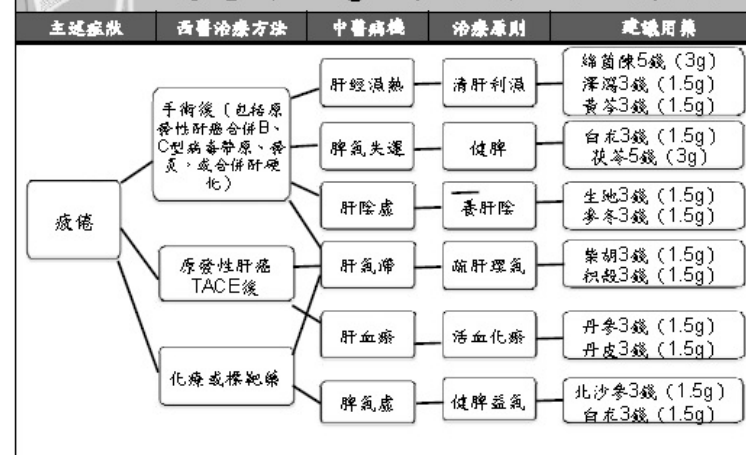 主述症狀 西醫治療方法 中醫病機 治療原則 建議用藥
疲倦
手術後（包括原
發性肝癌合併B、
C型病毒帶原、發
炎，或合併肝硬
化）
原發性肝癌
TACE後
化療或標靶藥
肝經濕熱
清肝利濕
綿茵陳5錢（3g）
澤瀉3錢（1.5g）
黃芩3錢（1.5g）
脾氣失運
健脾
白朮3錢（1.5g）
茯苓5錢（3g）
肝陰虛
養肝陰
生地3錢（1.5g）
麥冬3錢（1.5g）
肝氣滯
疏肝理氣
柴胡3錢（1.5g）
枳殼3錢（1.5g）
肝血瘀
活血化瘀
丹參3錢（1.5g）
丹皮3錢（1.5g）
脾氣虛
健脾益氣
北沙參3錢（1.5g）
白朮3錢（1.5g）